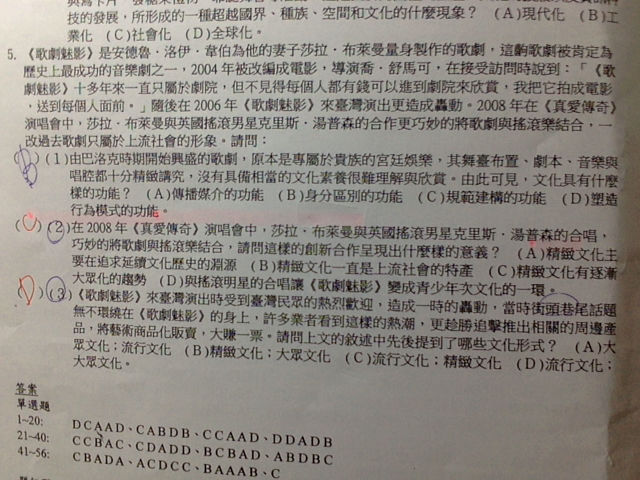 技的發展，所形成的一種超越國界、種族、空間和文化的什麼現象？ (A)現代化 (B)工
業化 (C)社會化 (D)全球化。
5.《歌劇魅影》是安德魯．洛伊．韋伯為他的妻子莎拉．布萊曼量身製作的歌劇，這齣歌劇被肯定為
歷史上最成功的音樂劇之一，2004 年被改編成電影，導演喬．舒馬可，在接受訪問時說到：「《歌
劇魅影》十多年來一直只屬於劇院，但不見得每個人都有錢可以進到劇院來欣賞，我把它拍成電影
，送到每個人面前。」隨後在 2006 年《歌劇魅影》來臺灣演出更造成轟動。2008 年在《真愛傳奇》
演唱會中，莎拉．布萊曼與英國搖滾男星克里斯．湯普森的合作更巧妙的將歌劇與搖滾樂結合，一
改過去歌劇只屬於上流社會的形象。請問：
(B)(1)由巴洛克時期開始興盛的歌劇，原本是專屬於貴族的宮廷娛樂，其舞臺布置、劇本、音樂與
唱腔都十分精緻講究，沒有具備相當的文化素養很難理解與欣賞。由此可見，文化具有什麼
樣的功能？ (A)傳播媒介的功能 (B)身分區別的功能 (C)規範建構的功能 (D)塑造
行為模式的功能。
(C)(2)在 2008 年《真愛傳奇》演唱會中，莎拉．布萊曼與英國搖滾男星克里斯．湯普森的合唱，
巧妙的將歌劇與搖滾樂結合，請問這樣的創新合作呈現出什麼樣的意義？ (A)精緻文化主
要在追求延續文化歷史的淵源 (B)精緻文化一直是上流社會的特產 (C)精緻文化有逐漸
大眾化的趨勢 (D)與搖滾明星的合唱讓《歌劇魅影》變成青少年次文化的一環。
(D)(3)《歌劇魅影》來臺灣演出時受到臺灣民眾的熱烈歡迎，造成一時的轟動，當時街頭巷尾話題
無不環繞在《歌劇魅影》的身上，許多業者看到這樣的熱潮，更趁勝追擊推出相關的周邊產
品，將藝術商品化販賣，大賺一票。請問上文的敘述中先後提到了哪些文化形式？ (A)大
眾文化；流行文化 (B)精緻文化；大眾文化 (C)流行文化；精緻文化 (D)流行文化；
大眾文化。
答案
單選題
1~20: DCAAD、CABDB、CCAAD、DDADB
21~40: CCBAC、CDADD、BCBAD、ABDBC
41~56: CBADA、ACDCC、BAAAB、C